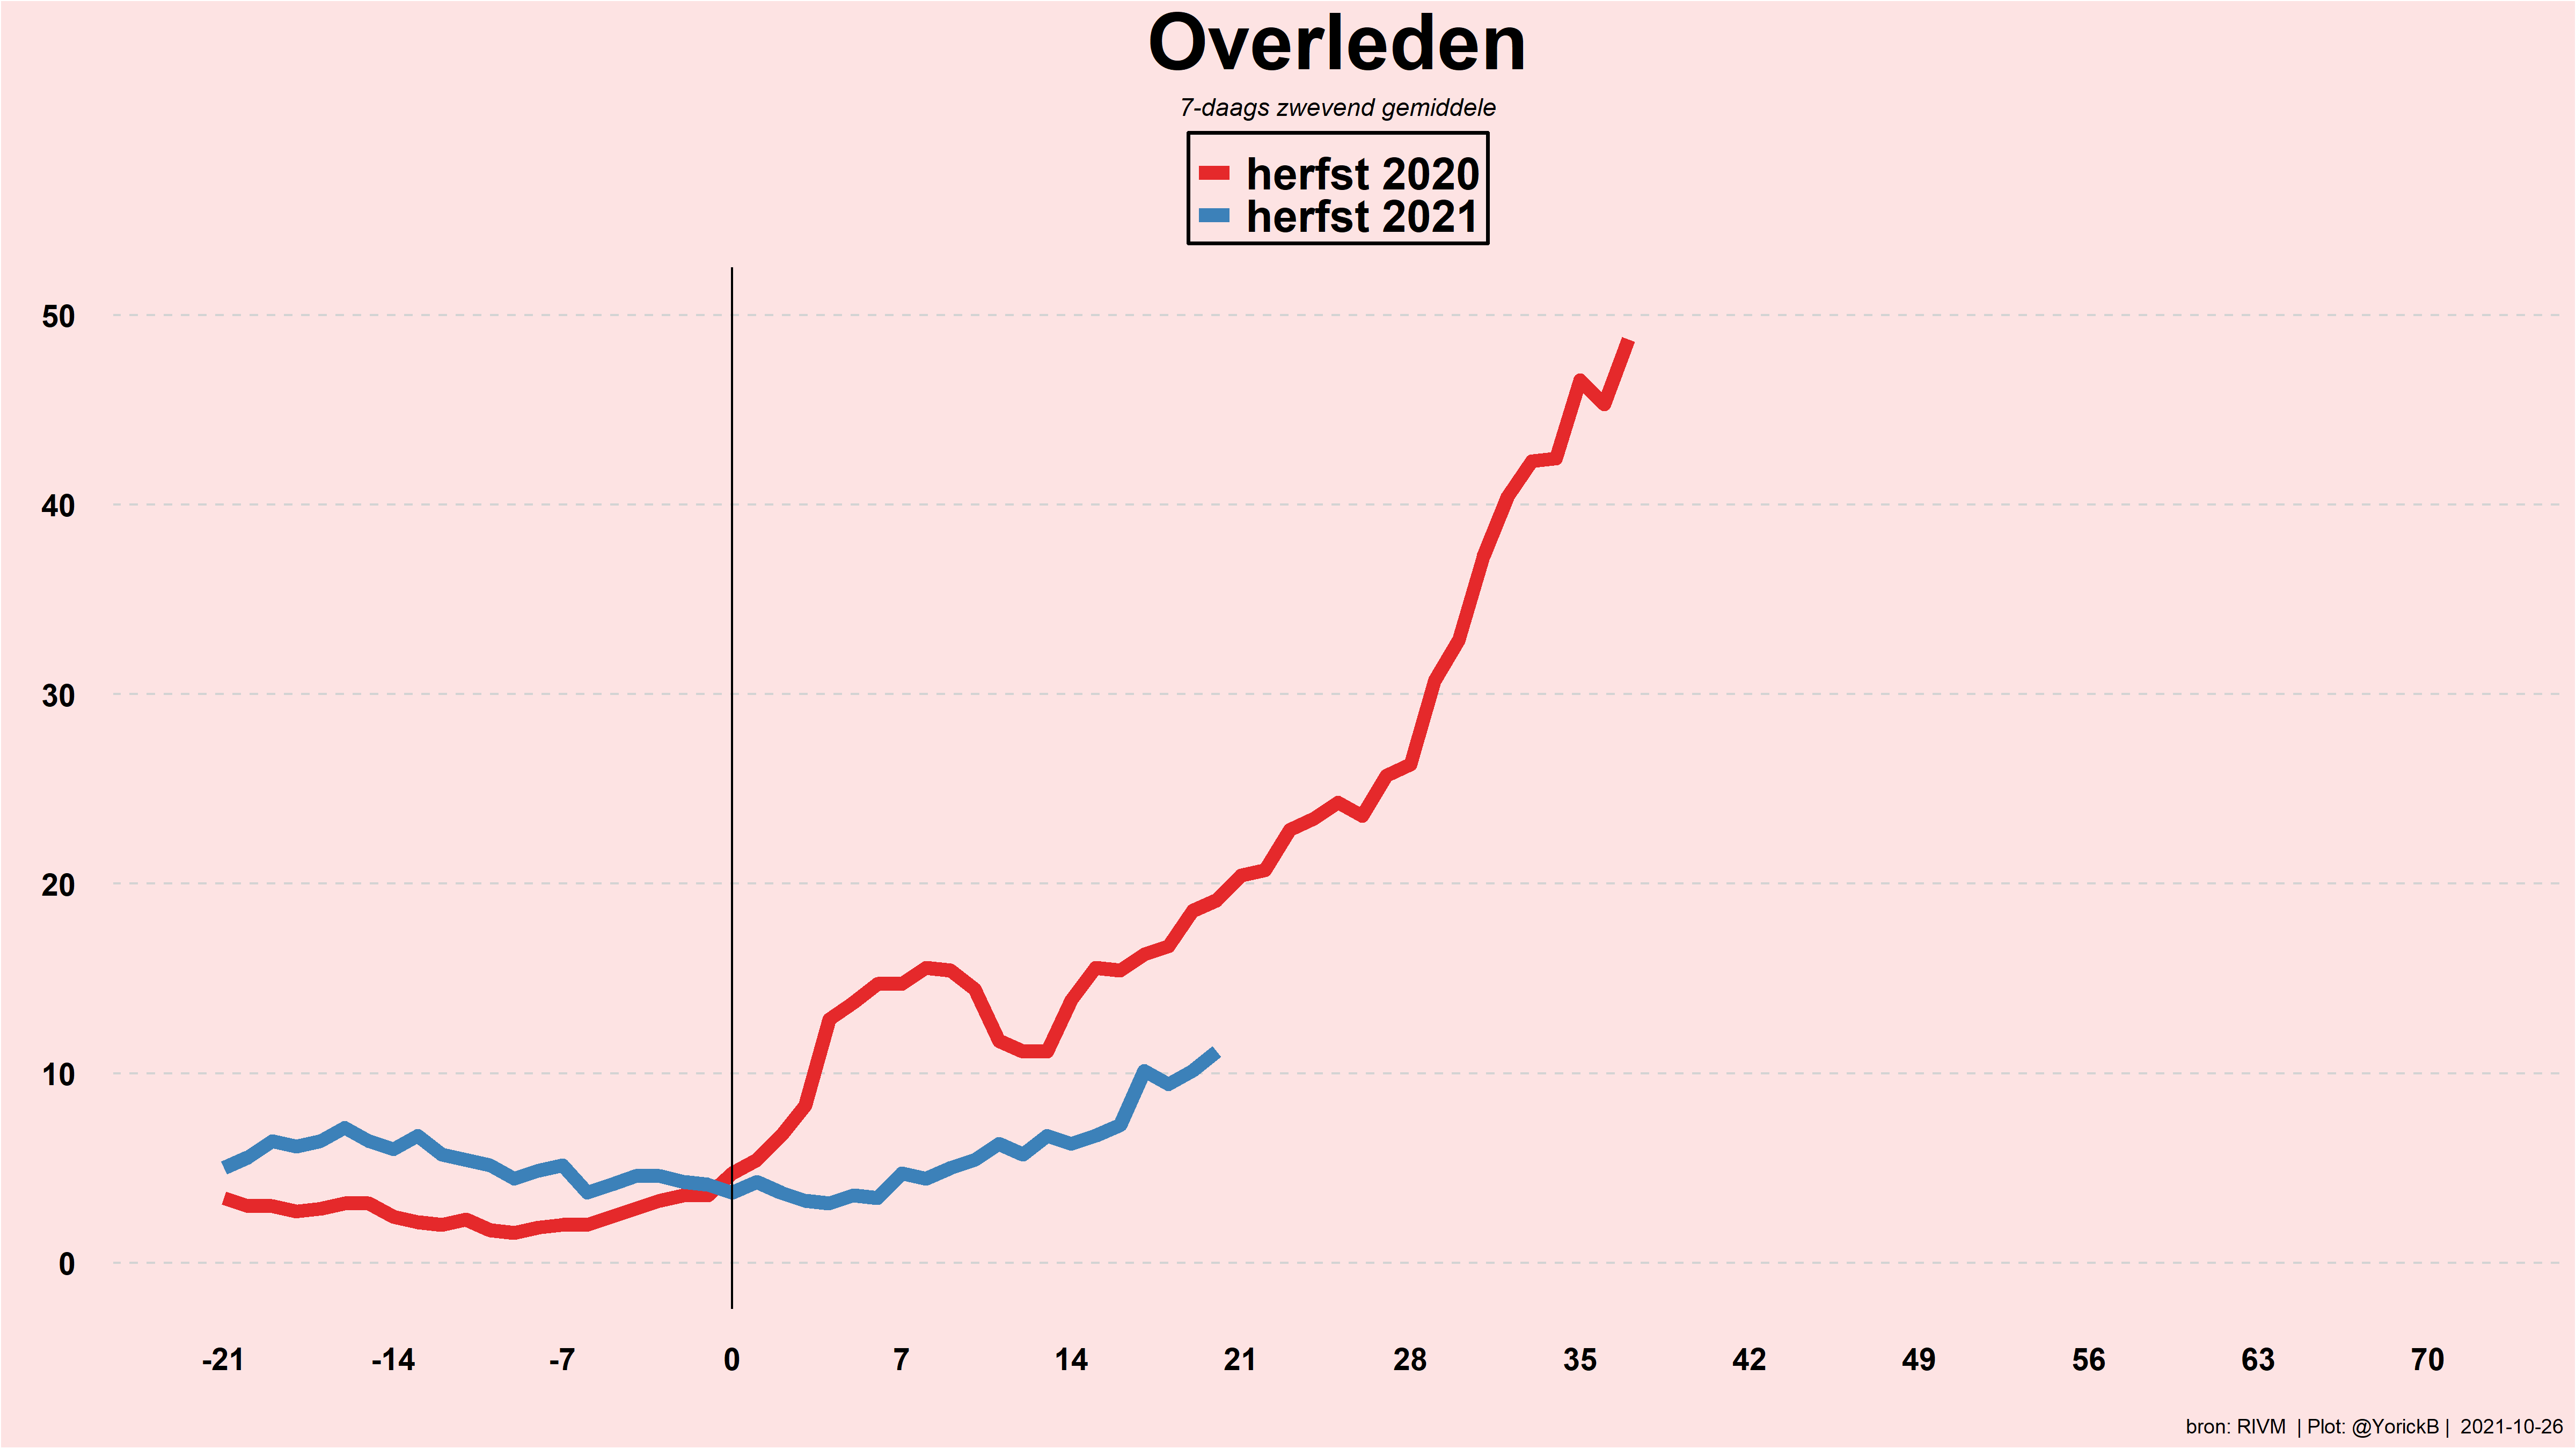 Overleden
7-daags zwevend gemiddele
herfst 2020
herfst 2021
50
40
30
20
10
0
-21 -14 -7 0 7 14 21 28 35 42 49 56 63 70
bron: RIVM | Plot: @YorickB | 2021-10-26